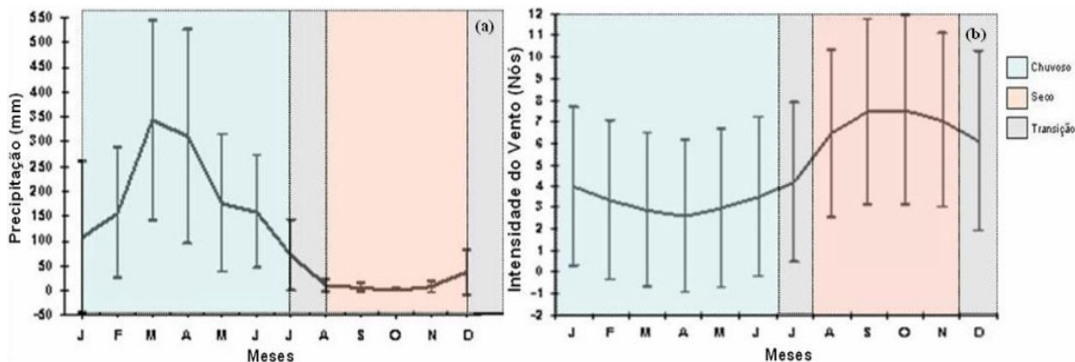 (a)
Precipitação (mm)
550
500
450
400
350
300
250
200
150
100
50
0
-50
J F M A M J J A S O N D
Meses
(b)
Intensidade do Vento (Nós)
12
11
10
9
8
7
6
5
4
3
2
1
0
-1
-2
J F M A M J J A S O N D
Meses
Chuvoso
Seco
Transição